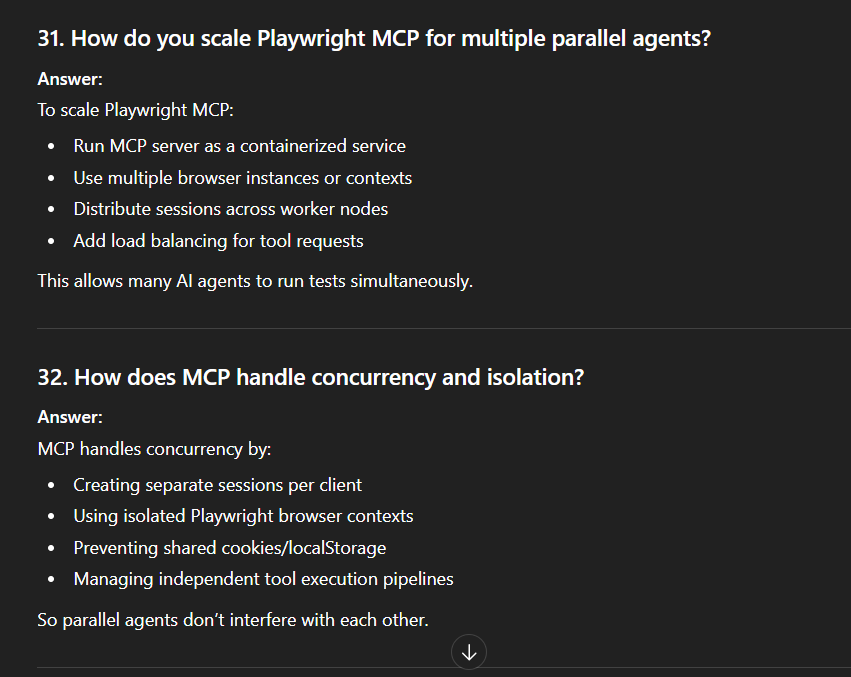 31. How do you scale Playwright MCP for multiple parallel agents?
Answer:
To scale Playwright MCP:
• Run MCP server as a containerized service
• Use multiple browser instances or contexts
• Distribute sessions across worker nodes
• Add load balancing for tool requests
This allows many AI agents to run tests simultaneously.
32. How does MCP handle concurrency and isolation?
Answer:
MCP handles concurrency by:
• Creating separate sessions per client
• Using isolated Playwright browser contexts
• Preventing shared cookies/localStorage
• Managing independent tool execution pipelines
So parallel agents don’t interfere with each other.